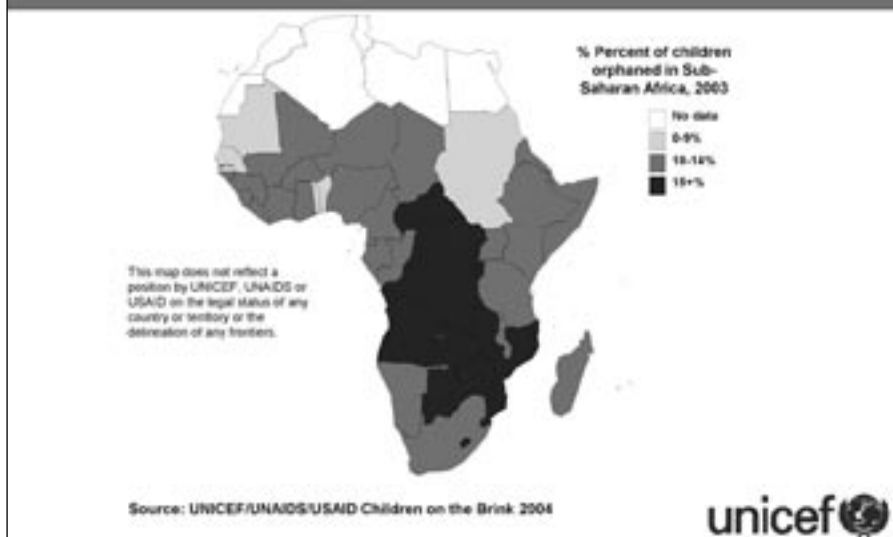 % Percent of children
orphaned in Sub-
Saharan Africa, 2003
No data
0-9%
10-14%
15+%
This map does not reflect a
position by UNICEF, UNAIDS or
USAID on the legal status of any
country or territory or the
delineation of any frontiers.
Source: UNICEF/UNAIDS/USAID Children on the Brink 2004
unicef